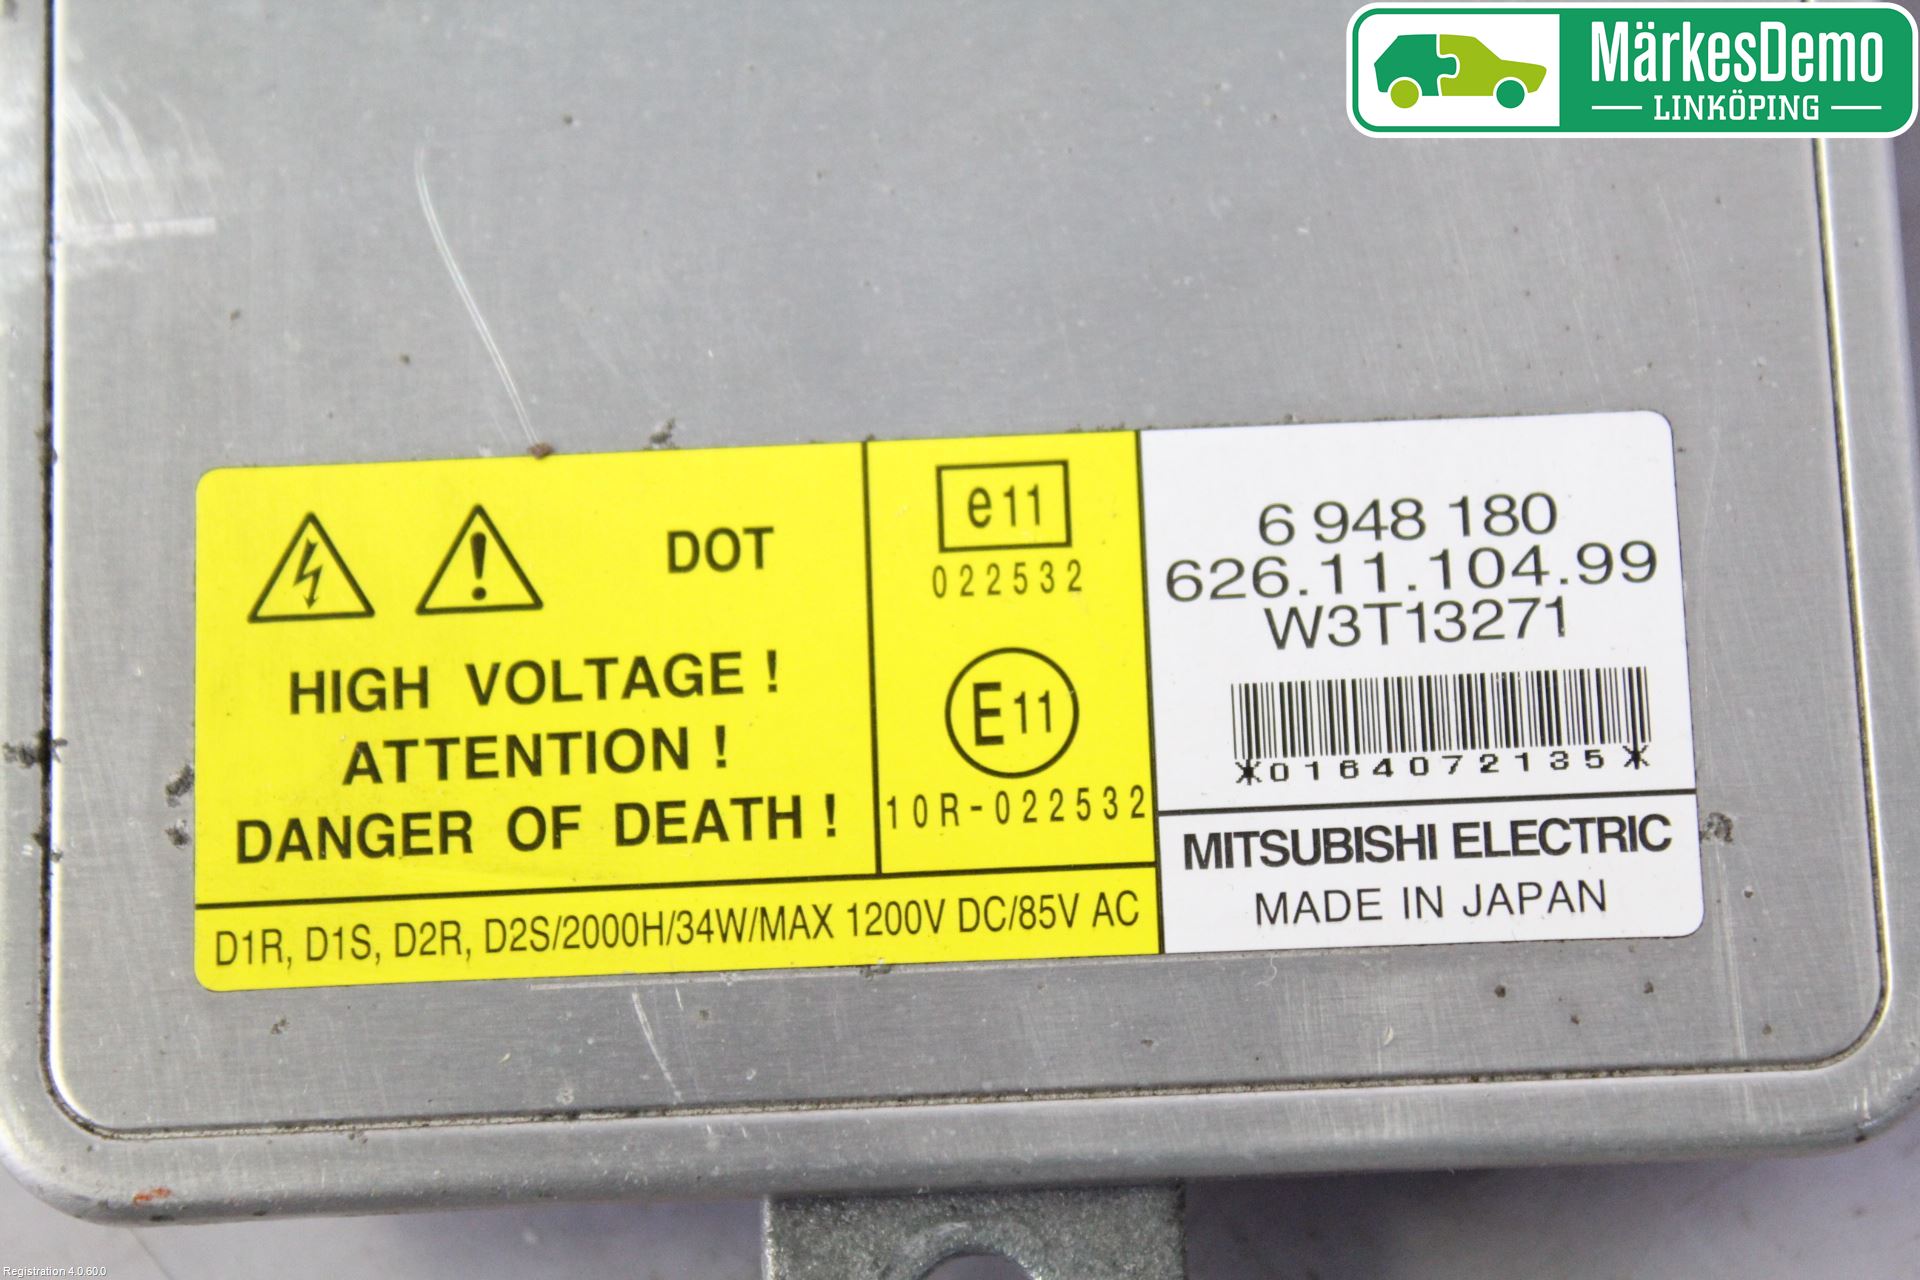 MärkesDemo
LINKÖPING
DOT
HIGH VOLTAGE !
ATTENTION !
DANGER OF DEATH !
e11
022532
E11
10R-022532
D1R, D1S, D2R, D2S/2000H/34W/MAX 1200V DC/85V AC
6 948 180
626.11.104.99
W3T13271
*0164072135*
MITSUBISHI ELECTRIC
MADE IN JAPAN
Registration 4.0.60.0